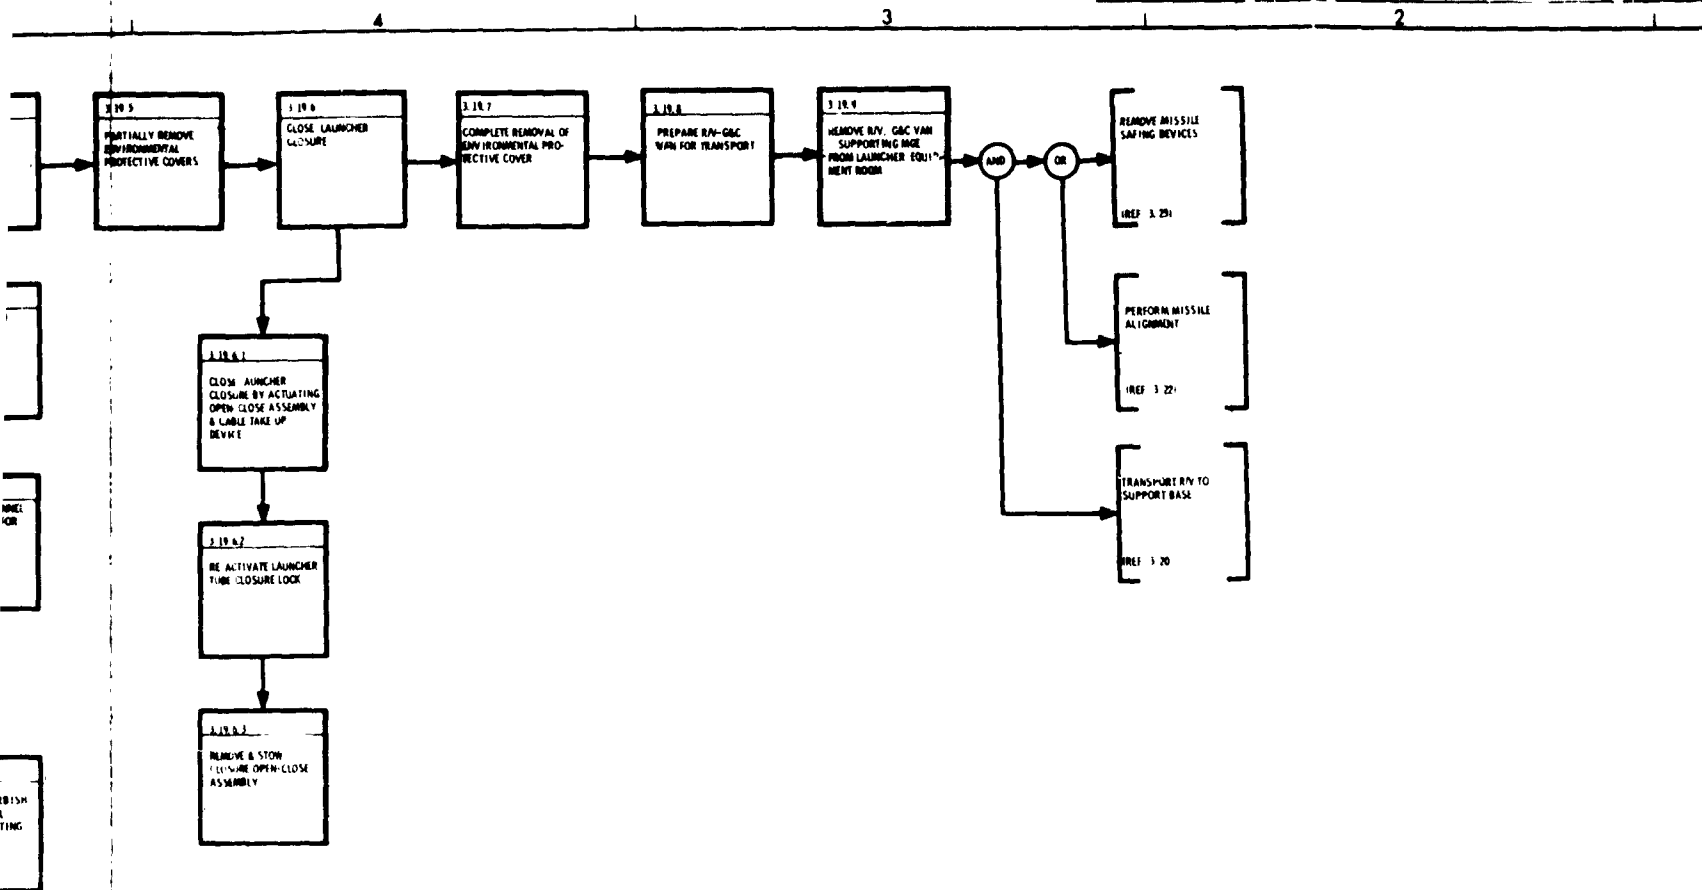 4
3
2
3.19.5
PARTIALLY REMOVE
ENVIRONMENTAL
PROTECTIVE COVERS
3.19.6
CLOSE LAUNCHER
CLOSURE
3.19.7
COMPLETE REMOVAL OF
ENVIRONMENTAL PRO-
TECTIVE COVER
3.19.8
PREPARE R/V-G&C
VAN FOR TRANSPORT
3.19.9
REMOVE R/V, G&C VAN
SUPPORTING MGE
FROM LAUNCHER EQUIP-
MENT ROOM
AND
OR
REMOVE MISSILE
SAFING DEVICES
(REF 3.25)
PERFORM MISSILE
ALIGNMENT
(REF 3.22)
TRANSPORT R/V TO
SUPPORT BASE
(REF 3.20
3.19.6.1
CLOSE LAUNCHER
CLOSURE BY ACTUATING
OPEN-CLOSE ASSEMBLY
& CABLE TAKE UP
DEVICE
3.19.6.2
RE-ACTIVATE LAUNCHER
TUBE CLOSURE LOCK
3.19.6.3
REMOVE & STOW
CLOSURE OPEN-CLOSE
ASSEMBLY
NNEL
FOR
RBISH
TING